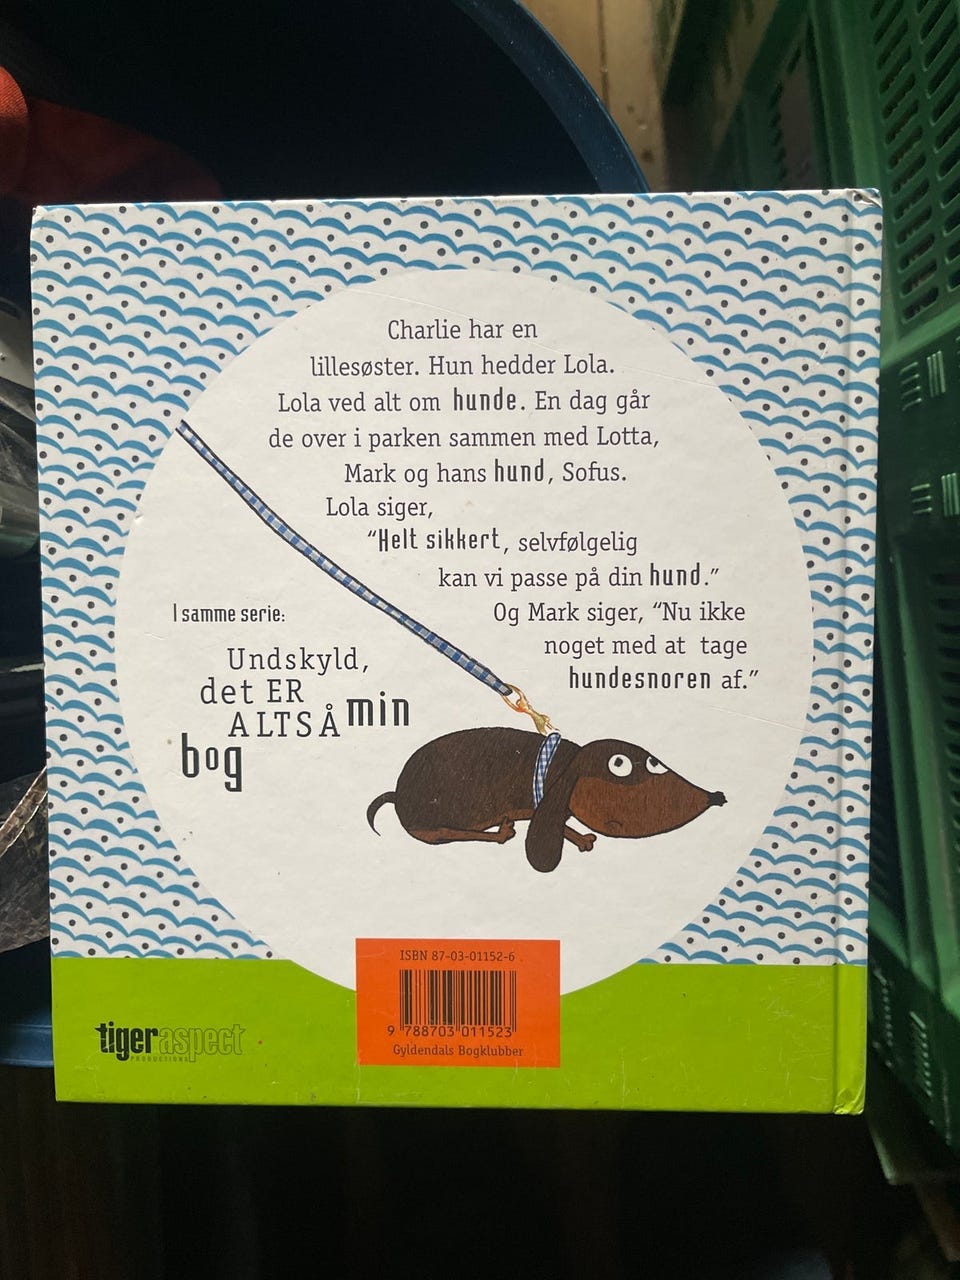 Charlie har en
lillesøster. Hun hedder Lola.
Lola ved alt om hunde. En dag går
de over i parken sammen med Lotta,
Mark og hans hund, Sofus.
Lola siger,
“Helt sikkert, selvfølgelig
kan vi passe på din hund.”
Og Mark siger, “Nu ikke
noget med at tage
hundesnoren af.”
I samme serie:
Undskyld,
det ER
ALTSÅ min
bog
ISBN 87-03-01152-6
9 788703 011523
Gyldendals Bogklubber
tigeraspect
PRODUCTIONS